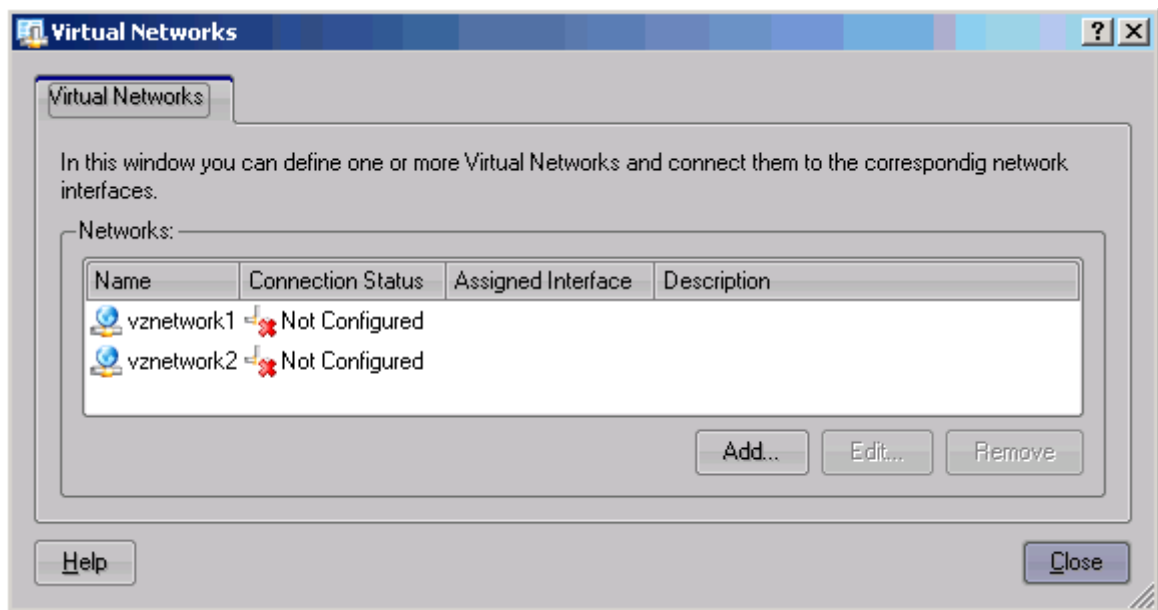 Virtual Networks
Virtual Networks
In this window you can define one or more Virtual Networks and connect them to the correspondig network
interfaces.
Networks:
Name Connection Status Assigned Interface Description
vznetwork1 Not Configured
vznetwork2 Not Configured
Add... Edit... Remove
Help Close